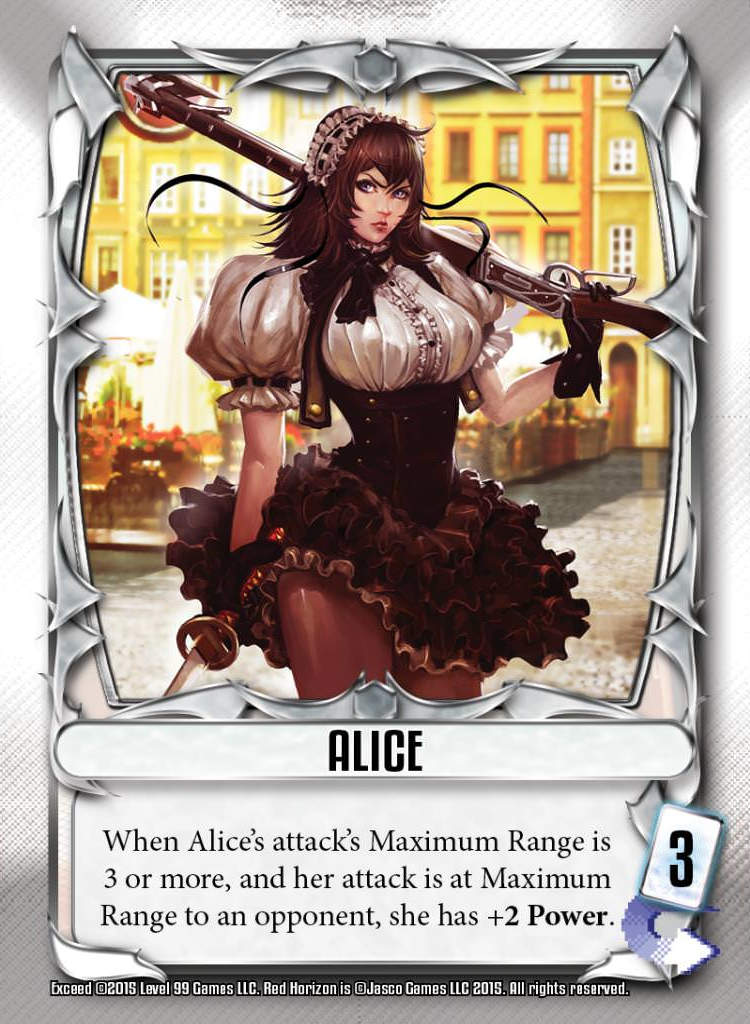 ALICE
When Alice's attack's Maximum Range is
3 or more, and her attack is at Maximum
Range to an opponent, she has +2 Power.
3
Exceed ©2015 Level 99 Games LLC. Red Horizon is ©Jasco Games LLC 2015. All rights reserved.